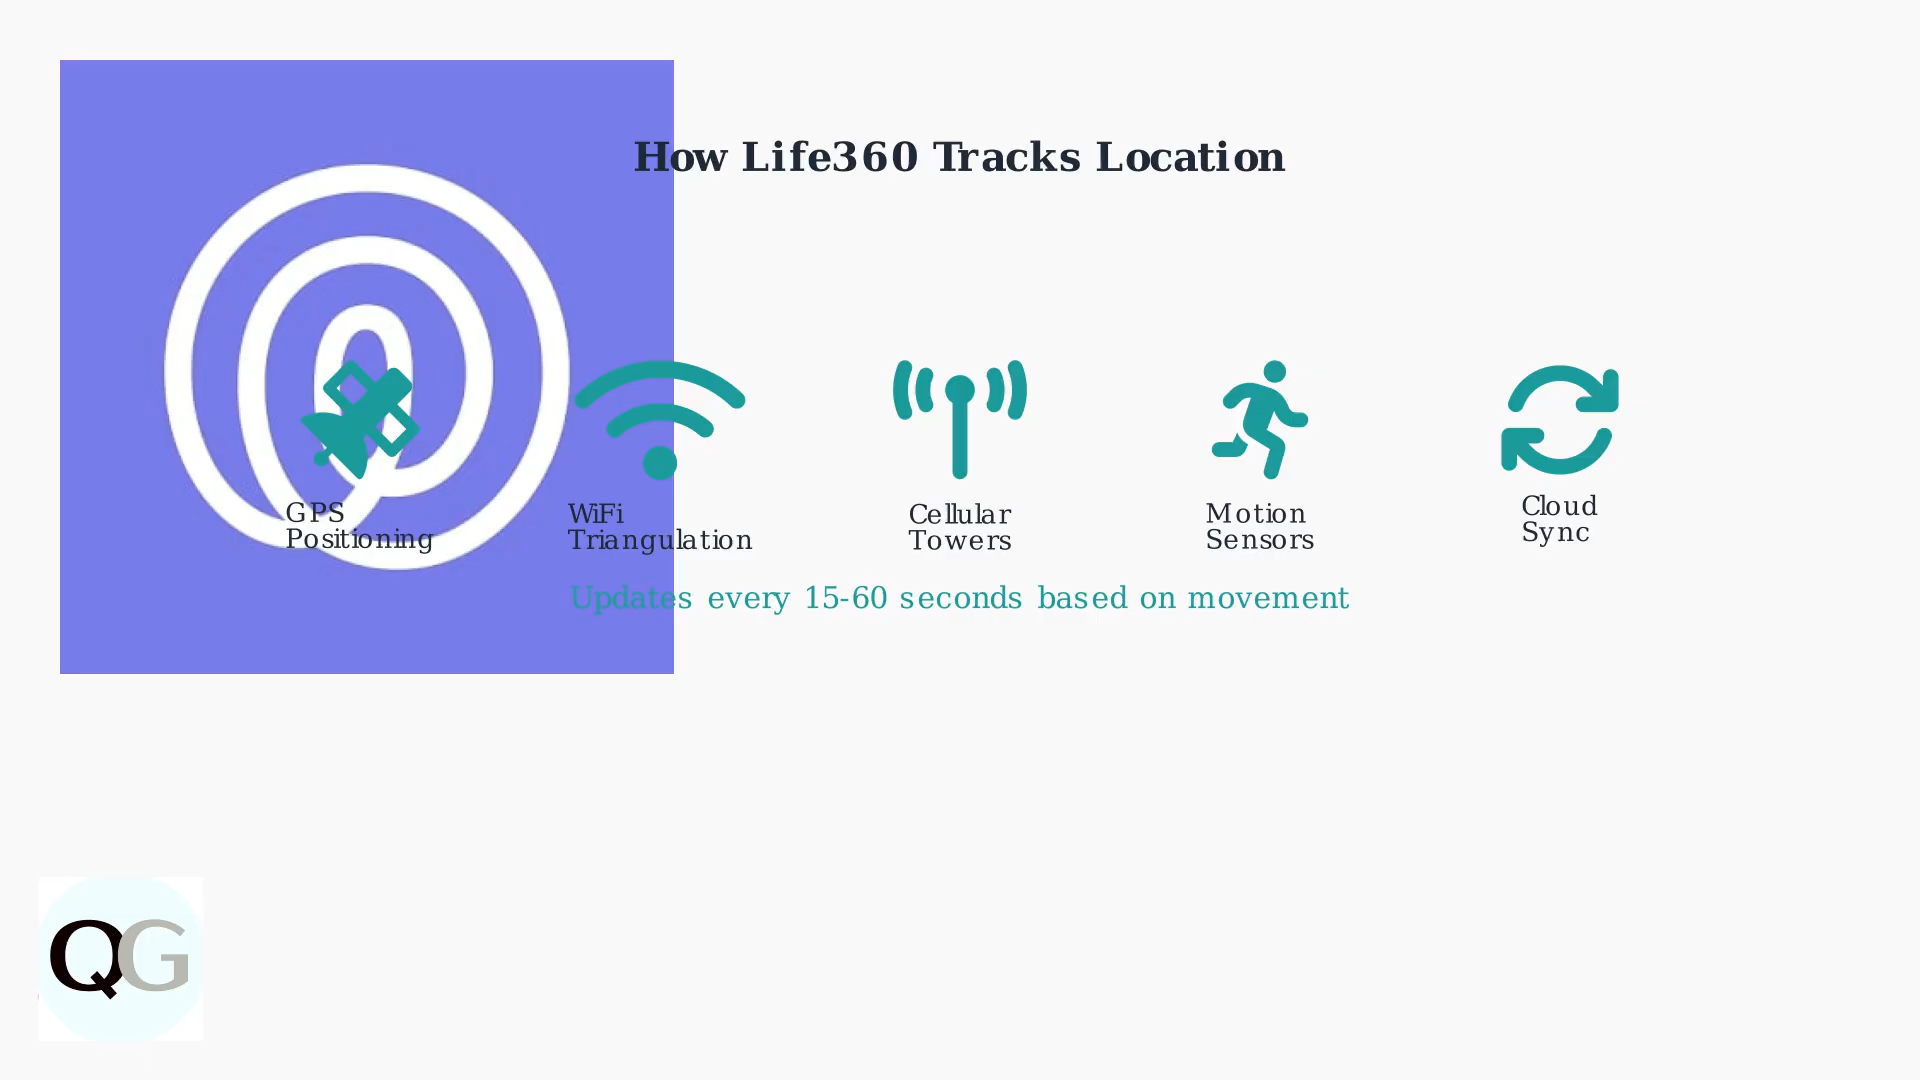 How Life360 Tracks Location
GPS
Positioning
WiFi
Triangulation
Cellular
Towers
Motion
Sensors
Cloud
Sync
Updates every 15-60 seconds based on movement
QG